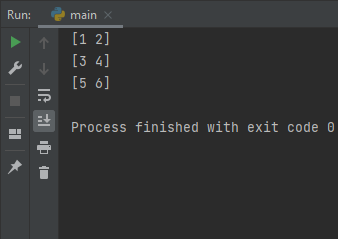 Run: main
[1 2]
[3 4]
[5 6]
Process finished with exit code 0